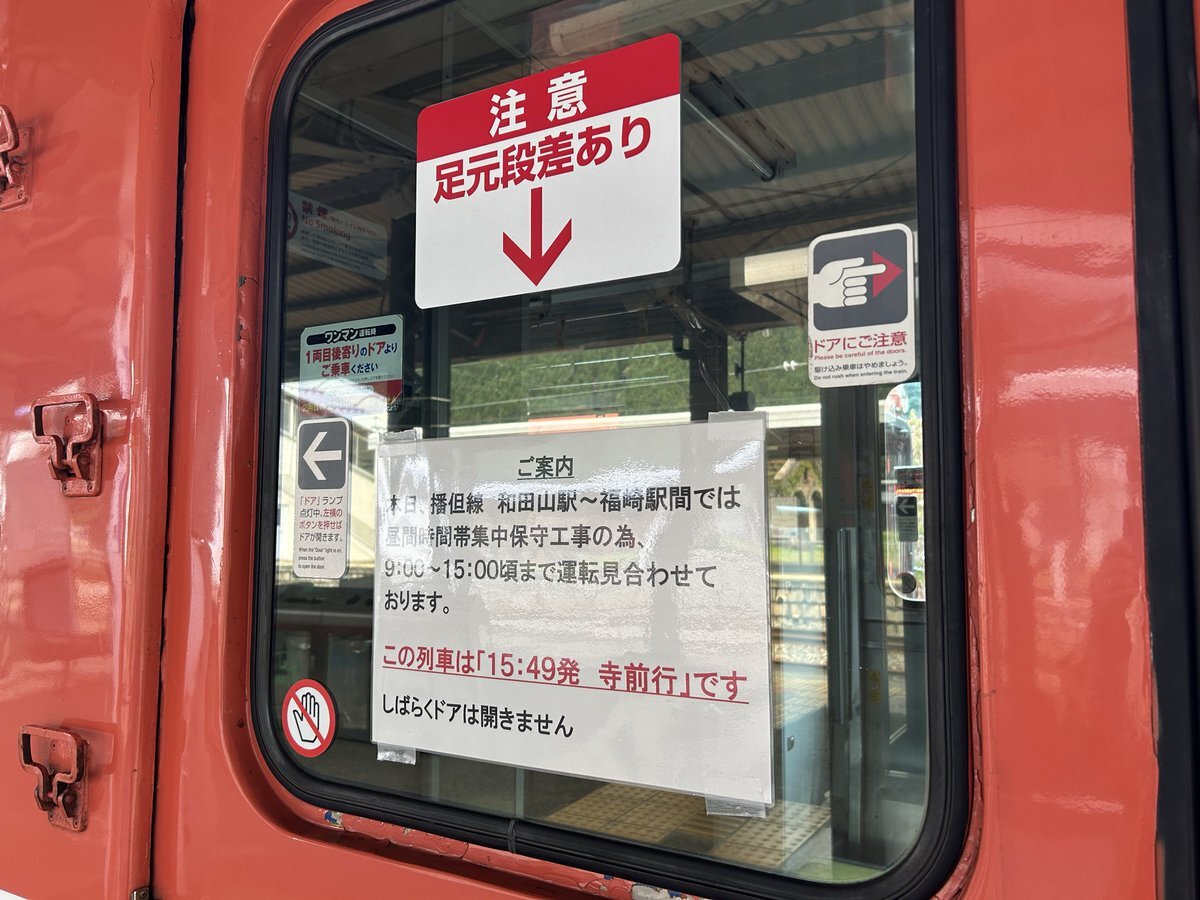 注意
足元段差あり
禁煙
No Smoking
ワンマン運転時
1両目後寄りのドアより
ご乗車ください
ドアにご注意
Please be careful of the doors.
駆け込み乗車はやめましょう。
Do not rush when entering the train.
「ドア」ランプ
点灯中、左横の
ボタンを押せば
ドアが開きます。
When the "Door" light is on,
press the button
to open the door.
ご案内
本日、播但線 和田山駅～福崎駅間では
昼間時間帯集中保守工事の為、
9:00～15:00頃まで運転見合わせて
おります。
この列車は「15:49発 寺前行」です
しばらくドアは開きません